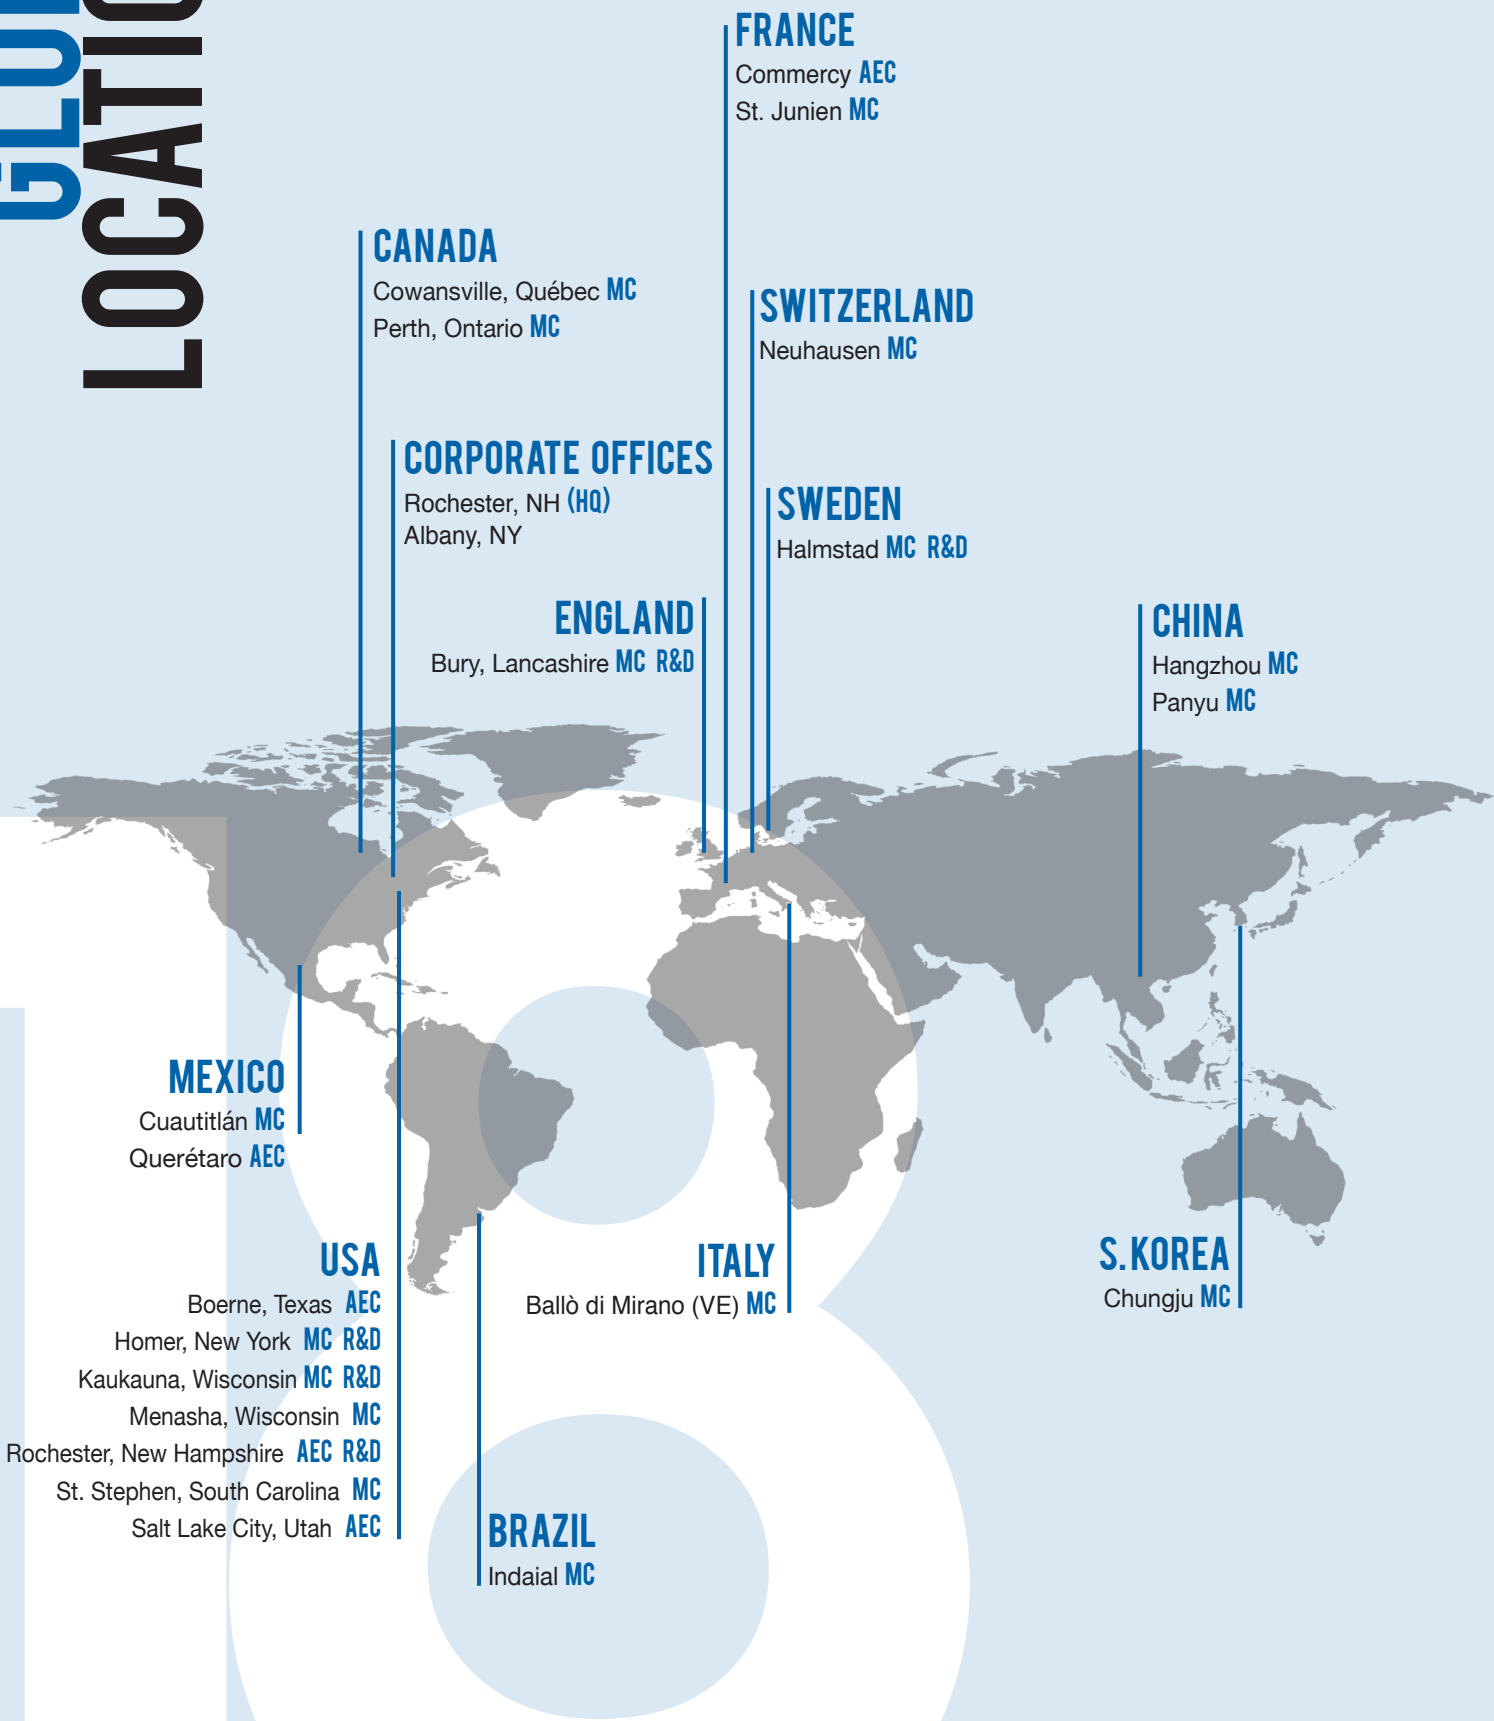 GLO
LOCATIO
FRANCE
Commercy AEC
St. Junien MC
CANADA
Cowansville, Québec MC
Perth, Ontario MC
SWITZERLAND
Neuhausen MC
CORPORATE OFFICES
Rochester, NH (HQ)
Albany, NY
SWEDEN
Halmstad MC R&D
ENGLAND
Bury, Lancashire MC R&D
CHINA
Hangzhou MC
Panyu MC
MEXICO
Cuautitlán MC
Querétaro AEC
USA
Boerne, Texas AEC
Homer, New York MC R&D
Kaukauna, Wisconsin MC R&D
Menasha, Wisconsin MC
Rochester, New Hampshire AEC R&D
St. Stephen, South Carolina MC
Salt Lake City, Utah AEC
ITALY
Ballò di Mirano (VE) MC
S. KOREA
Chungju MC
BRAZIL
Indaial MC
18